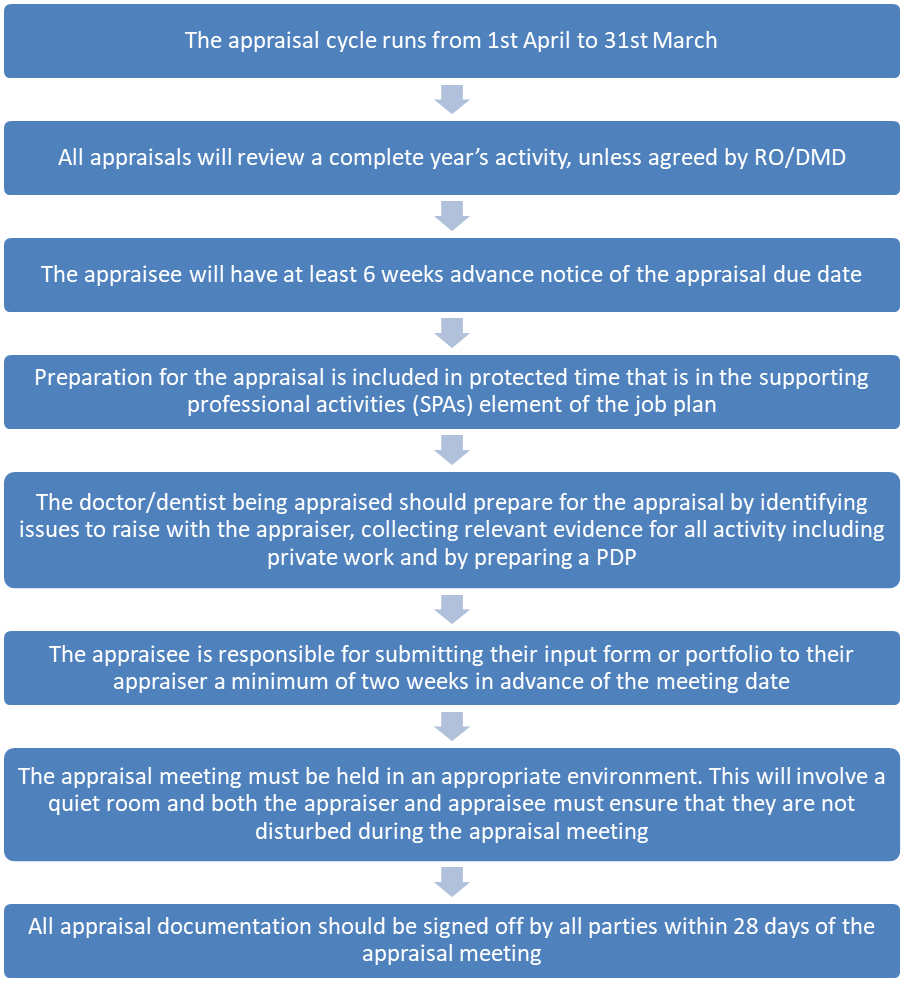 The appraisal cycle runs from 1st April to 31st March
All appraisals will review a complete year’s activity, unless agreed by RO/DMD
The appraisee will have at least 6 weeks advance notice of the appraisal due date
Preparation for the appraisal is included in protected time that is in the supporting
professional activities (SPAs) element of the job plan
The doctor/dentist being appraised should prepare for the appraisal by identifying
issues to raise with the appraiser, collecting relevant evidence for all activity including
private work and by preparing a PDP
The appraisee is responsible for submitting their input form or portfolio to their
appraiser a minimum of two weeks in advance of the meeting date
The appraisal meeting must be held in an appropriate environment. This will involve a
quiet room and both the appraiser and appraisee must ensure that they are not
disturbed during the appraisal meeting
All appraisal documentation should be signed off by all parties within 28 days of the
appraisal meeting